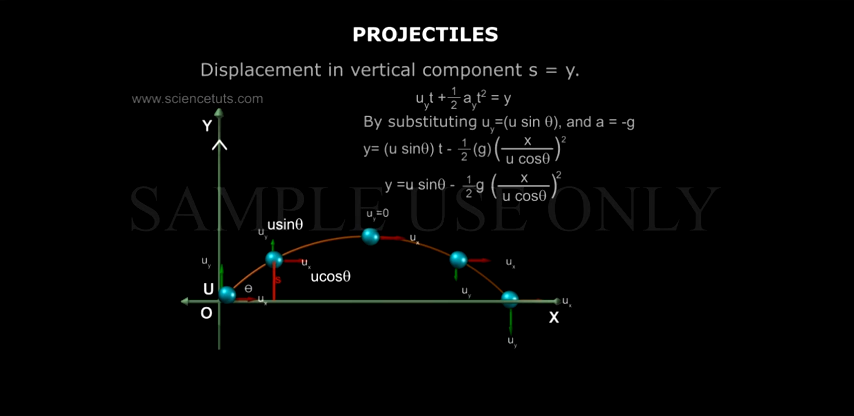 PROJECTILES
Displacement in vertical component s = y.
www.sciencetuts.com
uyt + 1/2 ayt² = y
By substituting uy=(u sin θ), and a = -g
y= (u sinθ) t - 1/2 (g) (x / u cosθ)²
y =u sinθ - 1/2 g (x / u cosθ)²
SAMPLE USE ONLY
Y
uy=0
uy usinθ
ux
uy
ux
ucosθ
ux
uy
s
U
θ
ux
ux
O
X
uy